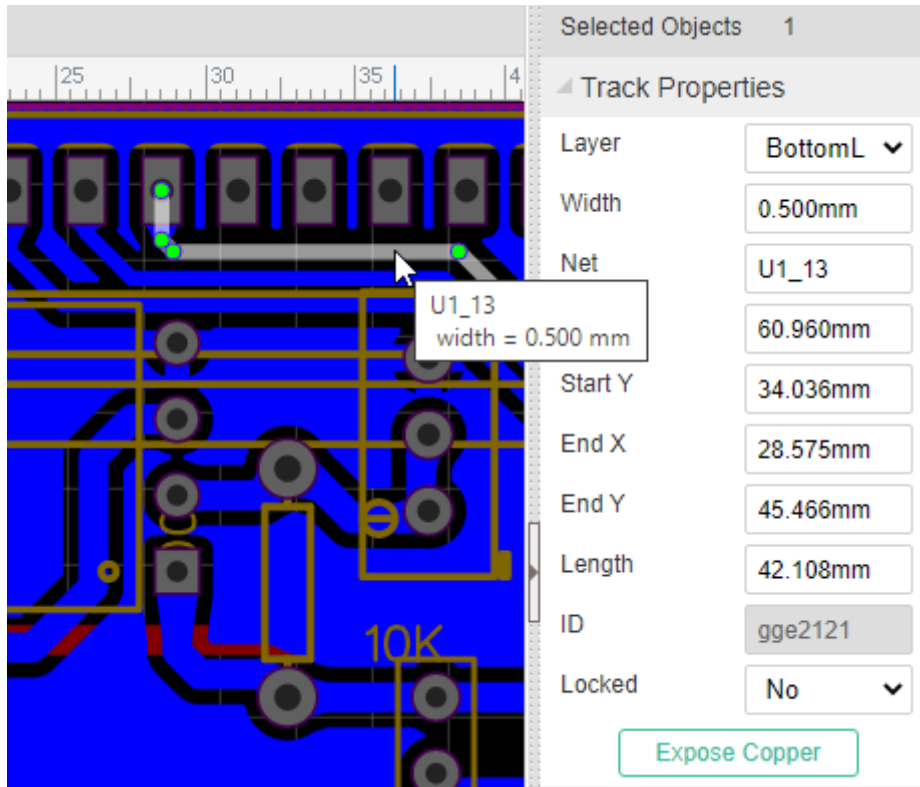 Selected Objects 1
25 30 35 4
Track Properties
Layer BottomL
Width 0.500mm
Net U1_13
U1_13
width = 0.500 mm
60.960mm
Start Y 34.036mm
End X 28.575mm
End Y 45.466mm
Length 42.108mm
ID gge2121
10K
Locked No
Expose Copper